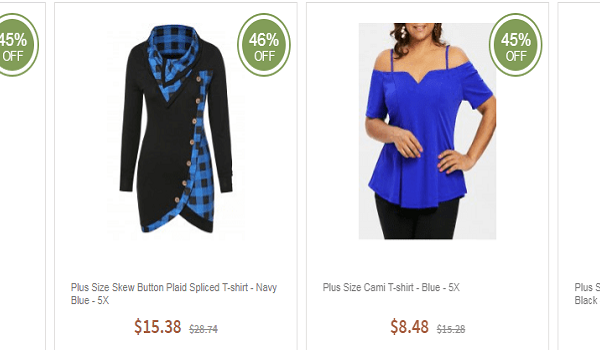 45%
OFF
46%
OFF
45%
OFF
Plus Size Skew Button Plaid Spliced T-shirt - Navy
Blue - 5X
$15.38 $28.74
Plus Size Cami T-shirt - Blue - 5X
$8.48 $15.28
Plus S
Black